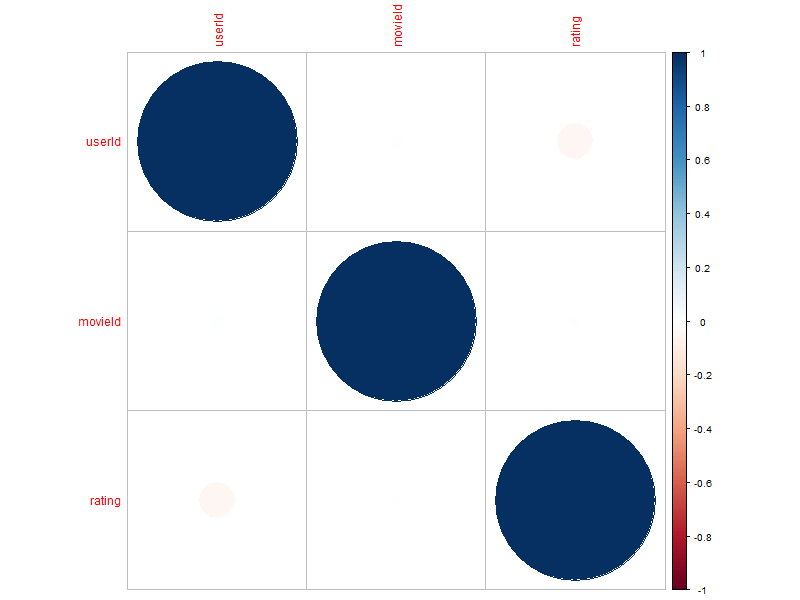 userId
movieId
rating
userId
movieId
rating
1
0.8
0.6
0.4
0.2
0
-0.2
-0.4
-0.6
-0.8
-1